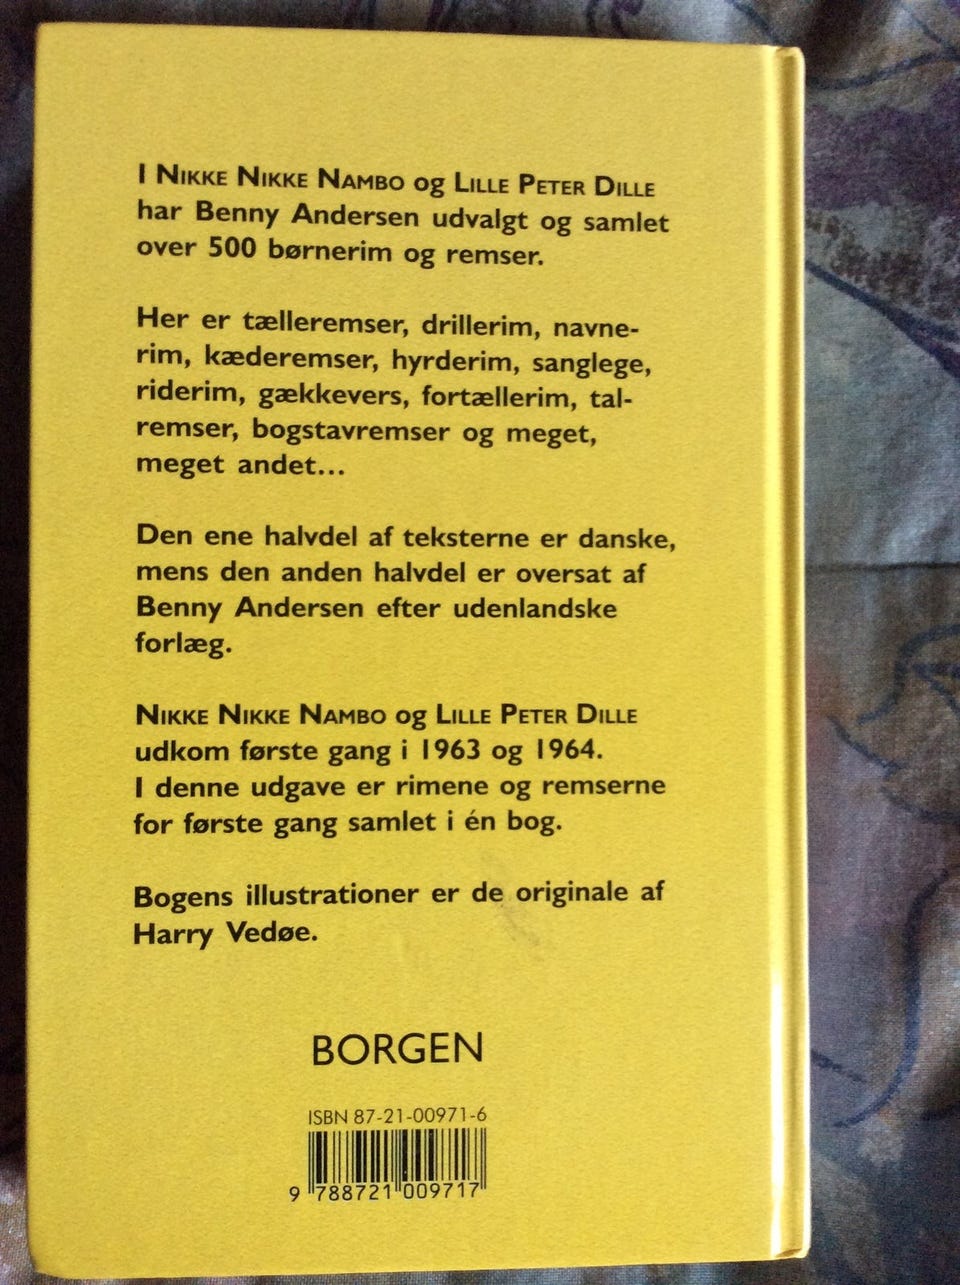 I NIKKE NIKKE NAMBO og LILLE PETER DILLE
har Benny Andersen udvalgt og samlet
over 500 børnerim og remser.
Her er tælleremser, drillerim, navne-
rim, kæderemser, hyrderim, sanglege,
riderim, gækkevers, fortællerim, tal-
remser, bogstavremser og meget,
meget andet...
Den ene halvdel af teksterne er danske,
mens den anden halvdel er oversat af
Benny Andersen efter udenlandske
forlæg.
NIKKE NIKKE NAMBO og LILLE PETER DILLE
udkom første gang i 1963 og 1964.
I denne udgave er rimene og remserne
for første gang samlet i én bog.
Bogens illustrationer er de originale af
Harry Vedøe.
BORGEN
ISBN 87-21-00971-6
9 788721 009717